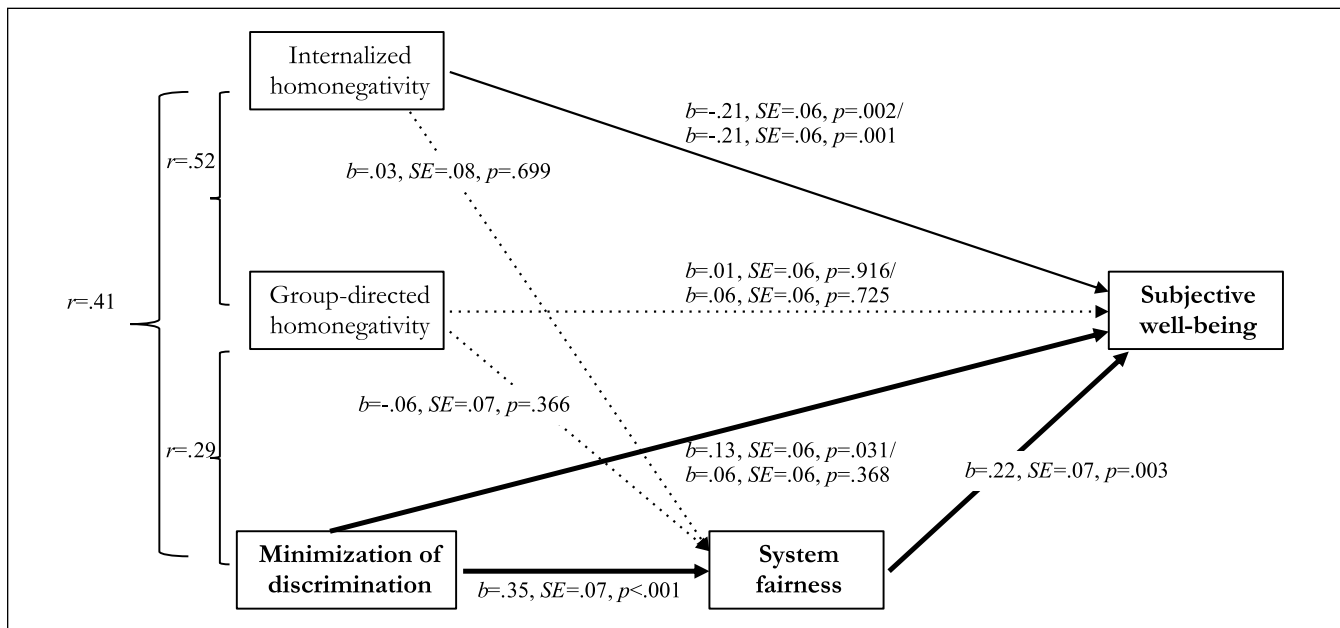 Internalized
homonegativity
b=-.21, SE=.06, p=.002/
b=-.21, SE=.06, p=.001
r=.52
b=.03, SE=.08, p=.699
r=.41
Group-directed
homonegativity
b=.01, SE=.06, p=.916/
b=.06, SE=.06, p=.725
Subjective
well-being
b=-.06, SE=.07, p=.366
r=.29
b=.13, SE=.06, p=.031/
b=.06, SE=.06, p=.368
b=.22, SE=.07, p=.003
Minimization of
discrimination
b=.35, SE=.07, p<.001
System
fairness